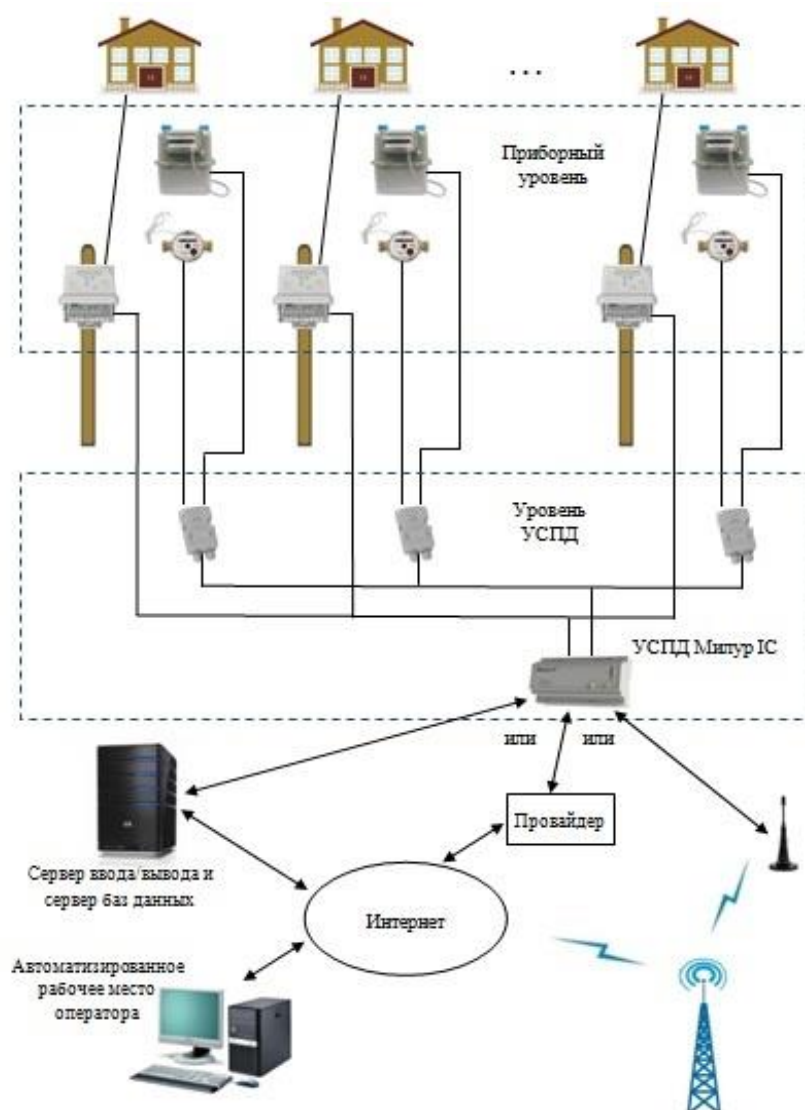 ...
Приборный
уровень
Уровень
УСПД
УСПД Милур IC
или
или
Провайдер
Сервер ввода/вывода и
сервер баз данных
Интернет
Автоматизированное
рабочее место
оператора